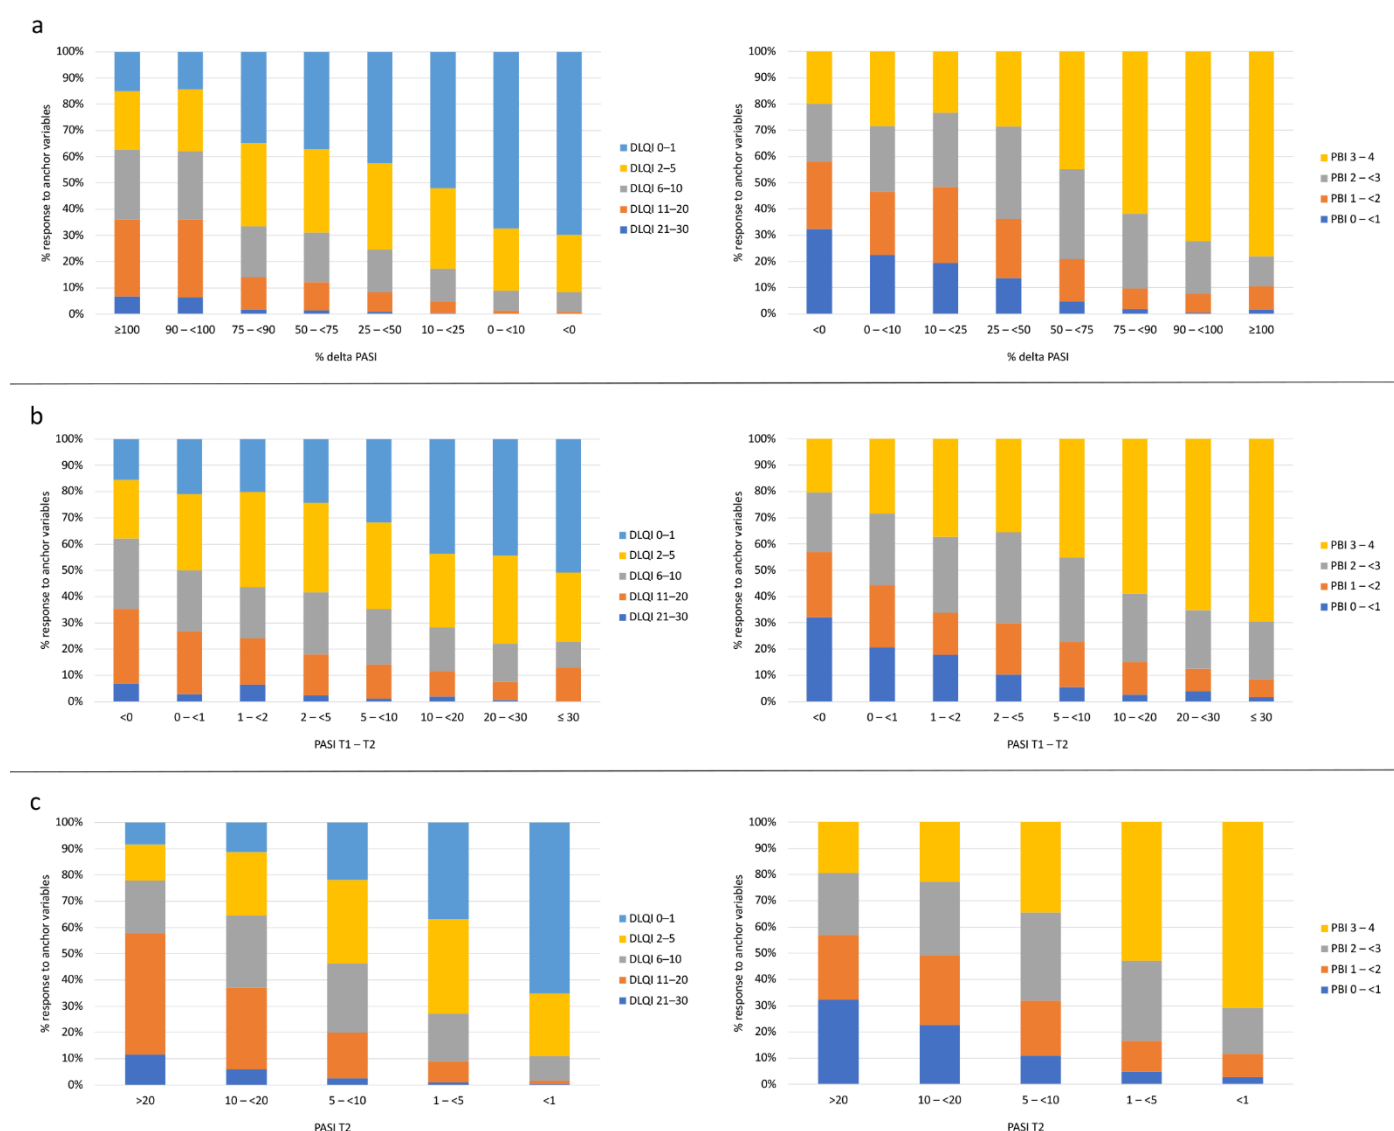 a
100%
90%
80%
70%
60%
50%
40%
30%
20%
10%
0%
% response to anchor variables
≥100 90 – <100 75 – <90 50 – <75 25 – <50 10 – <25 0 – <10 <0
% delta PASI
DLQI 0–1
DLQI 2–5
DLQI 6–10
DLQI 11–20
DLQI 21–30
100%
90%
80%
70%
60%
50%
40%
30%
20%
10%
0%
% response to anchor variables
<0 0 – <10 10 – <25 25 – <50 50 – <75 75 – <90 90 – <100 ≥100
% delta PASI
PBI 3 – 4
PBI 2 – <3
PBI 1 – <2
PBI 0 – <1
b
100%
90%
80%
70%
60%
50%
40%
30%
20%
10%
0%
% response to anchor variables
<0 0 – <1 1 – <2 2 – <5 5 – <10 10 – <20 20 – <30 ≤ 30
PASI T1 – T2
DLQI 0–1
DLQI 2–5
DLQI 6–10
DLQI 11–20
DLQI 21–30
100%
90%
80%
70%
60%
50%
40%
30%
20%
10%
0%
% response to anchor variables
<0 0 – <1 1 – <2 2 – <5 5 – <10 10 – <20 20 – <30 ≤ 30
PASI T1 – T2
PBI 3 – 4
PBI 2 – <3
PBI 1 – <2
PBI 0 – <1
c
100%
90%
80%
70%
60%
50%
40%
30%
20%
10%
0%
% response to anchor variables
>20 10 – <20 5 – <10 1 – <5 <1
PASI T2
DLQI 0–1
DLQI 2–5
DLQI 6–10
DLQI 11–20
DLQI 21–30
100%
90%
80%
70%
60%
50%
40%
30%
20%
10%
0%
% response to anchor variables
>20 10 – <20 5 – <10 1 – <5 <1
PASI T2
PBI 3 – 4
PBI 2 – <3
PBI 1 – <2
PBI 0 – <1